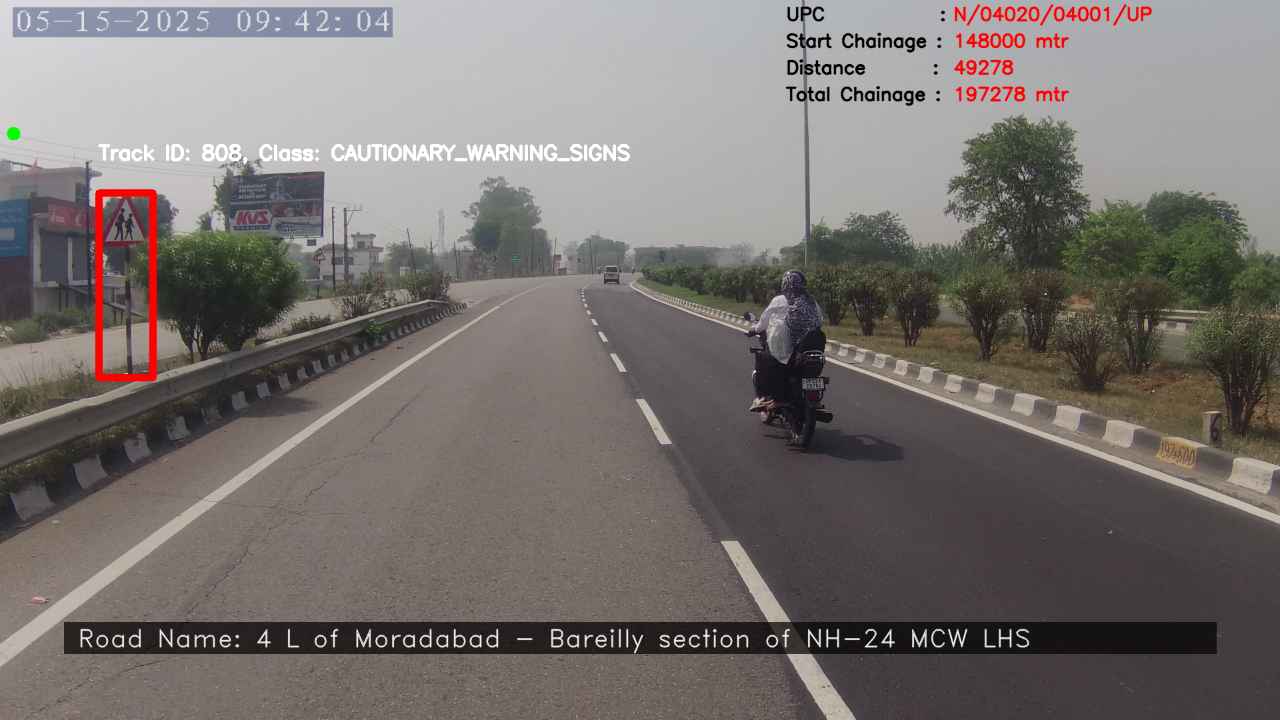 05-15-2025 09:42:04
UPC : N/04020/04001/UP
Start Chainage : 148000 mtr
Distance : 49278
Total Chainage : 197278 mtr
Track ID: 808, Class: CAUTIONARY_WARNING_SIGNS
KVS
Road Name: 4 L of Moradabad - Bareilly section of NH-24 MCW LHS